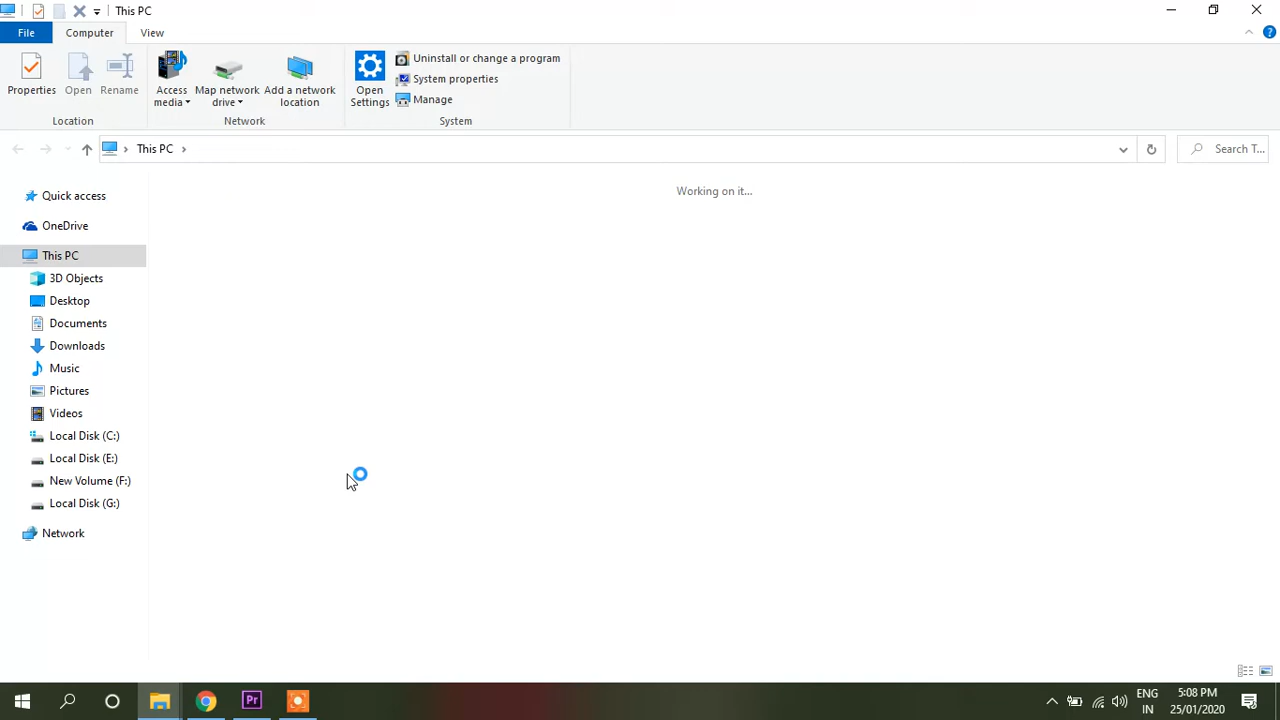 This PC
File
Computer
View
Properties
Open
Rename
Access media
Map network drive
Add a network location
Open Settings
Uninstall or change a program
System properties
Manage
Location
Network
System
This PC
Search T...
Working on it...
Quick access
OneDrive
This PC
3D Objects
Desktop
Documents
Downloads
Music
Pictures
Videos
Local Disk (C:)
Local Disk (E:)
New Volume (F:)
Local Disk (G:)
Network
Pr
ENG
IN
5:08 PM
25/01/2020